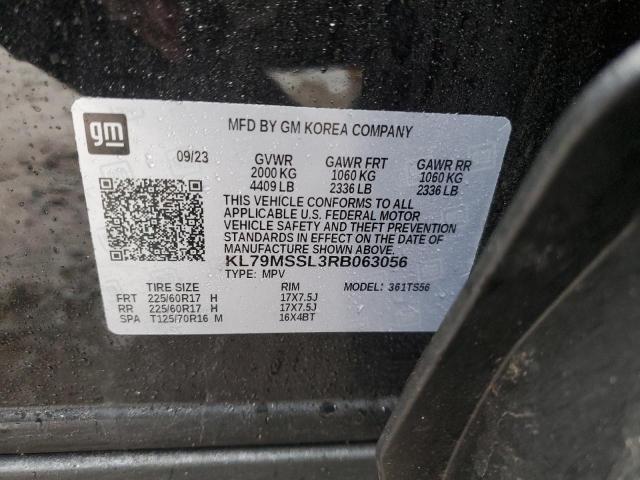 gm
MFD BY GM KOREA COMPANY
09/23 GVWR GAWR FRT GAWR RR
2000 KG 1060 KG 1060 KG
4409 LB 2336 LB 2336 LB
THIS VEHICLE CONFORMS TO ALL
APPLICABLE U.S. FEDERAL MOTOR
VEHICLE SAFETY AND THEFT
PREVENTION STANDARDS IN
EFFECT ON THE DATE OF
MANUFACTURE SHOWN ABOVE.
KL79MSSL3RB063056
TYPE: MPV MODEL: 361TS56
TIRE SIZE RIM
FRT 225/60R17 H 17X7.5J
RR 225/60R17 H 17X7.5J
SPA T125/70R16 M 16X4BT